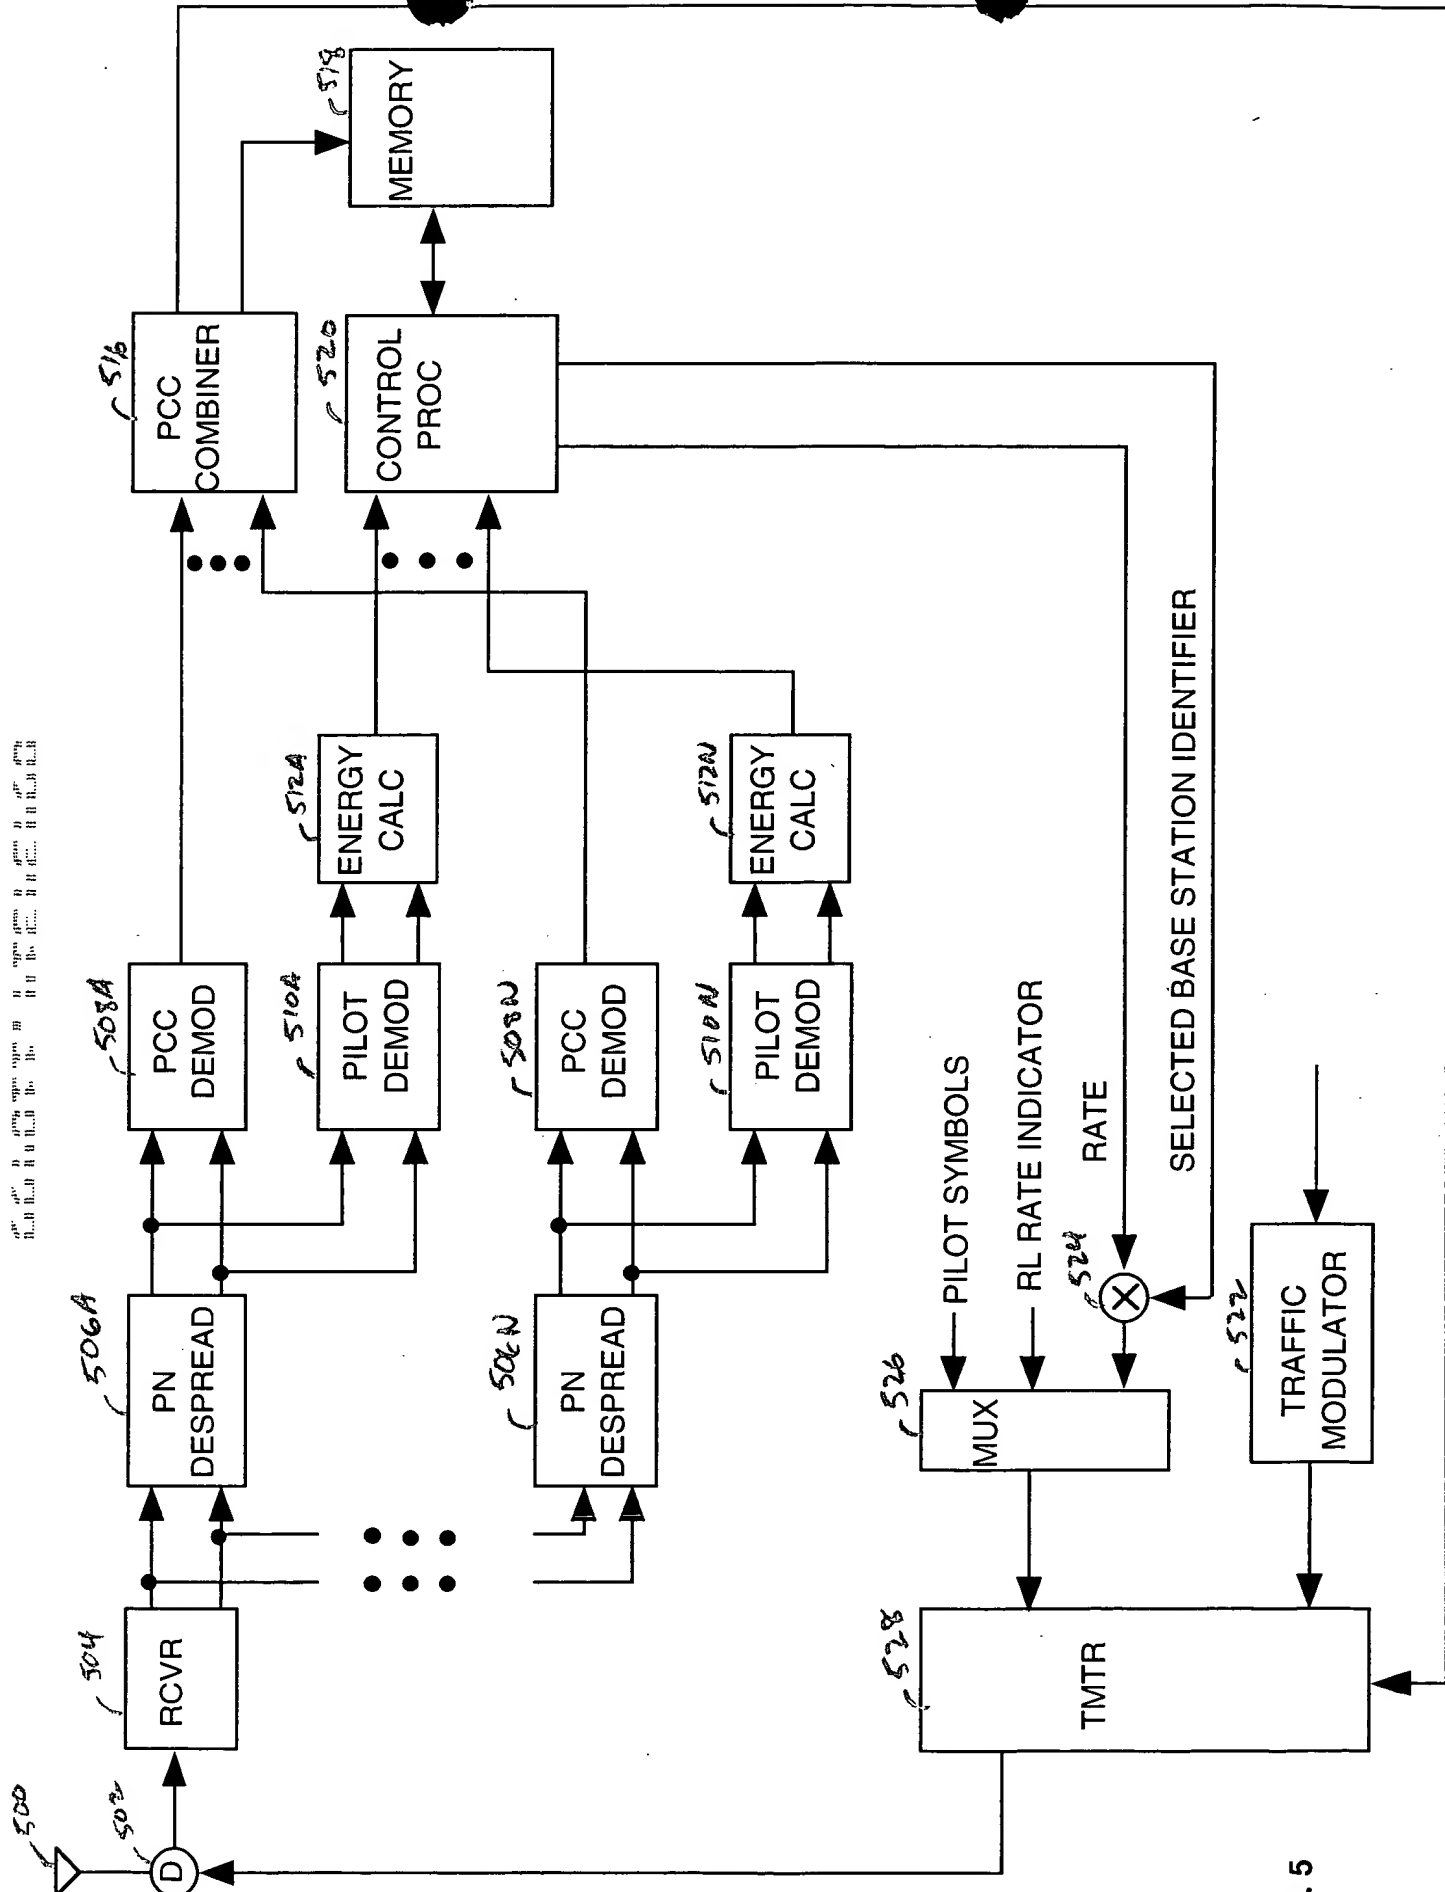 500
502
D
504
RCVR
506A
PN
DESPREAD
508A
PCC
DEMOD
510A
PILOT
DEMOD
512A
ENERGY
CALC
516
PCC
COMBINER
518
MEMORY
520
CONTROL
PROC
506N
PN
DESPREAD
508N
PCC
DEMOD
510N
PILOT
DEMOD
512N
ENERGY
CALC
PILOT SYMBOLS
RL RATE INDICATOR
RATE
SELECTED BASE STATION IDENTIFIER
524
X
526
MUX
522
TRAFFIC
MODULATOR
528
TMTR
. 5